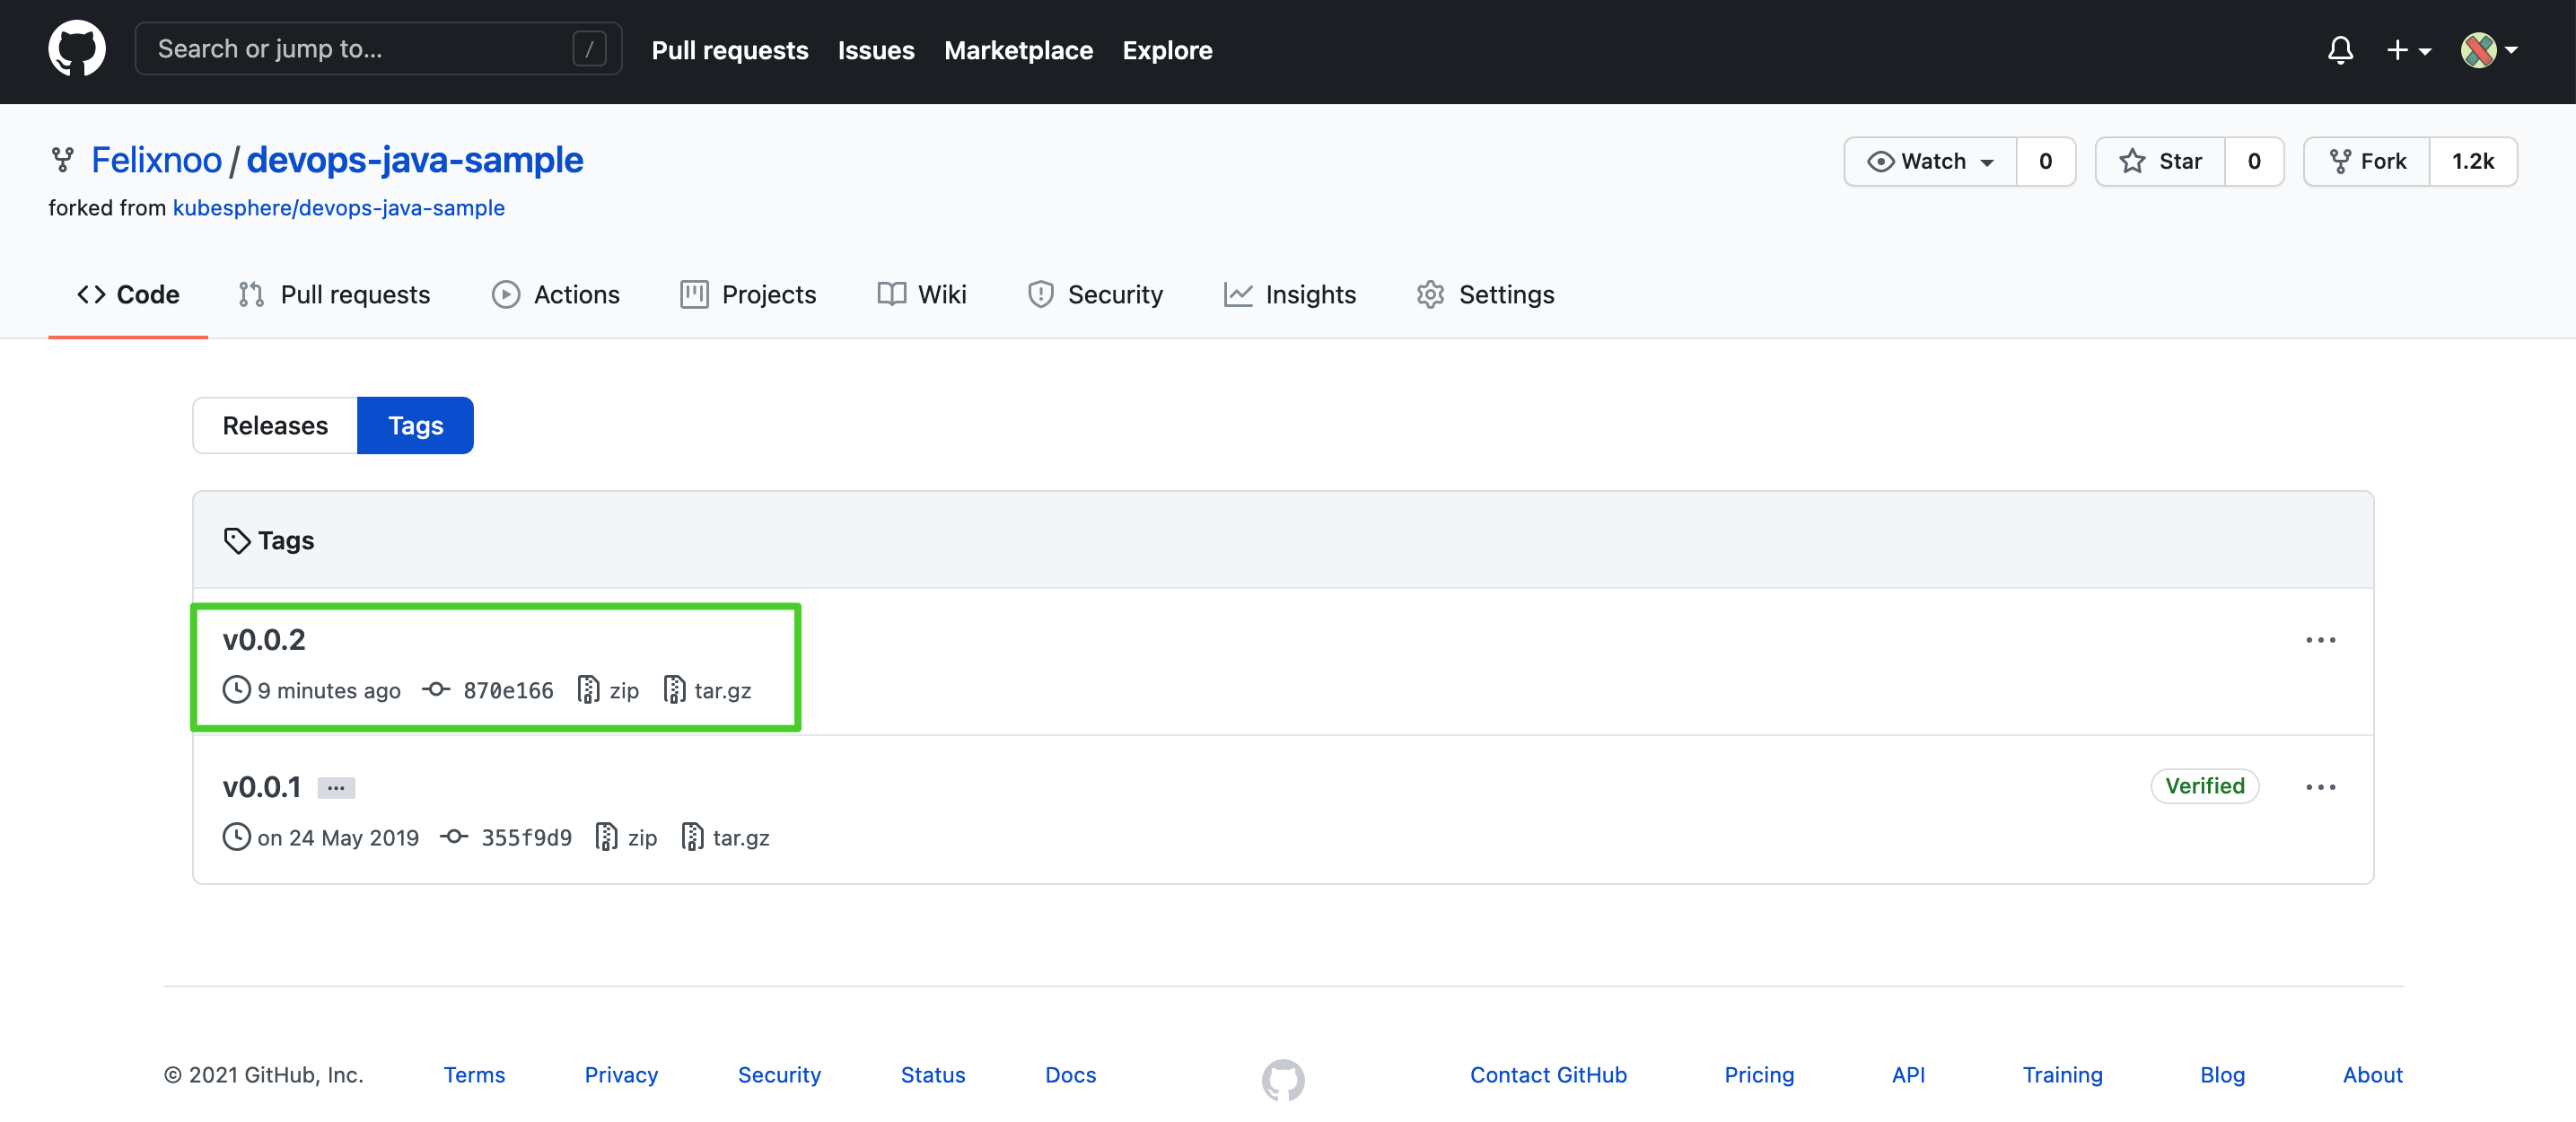 Search or jump to... / Pull requests Issues Marketplace Explore
Felixnoo / devops-java-sample Watch 0 Star 0 Fork 1.2k
forked from kubesphere/devops-java-sample
Code Pull requests Actions Projects Wiki Security Insights Settings
Releases Tags
Tags
v0.0.2 ...
9 minutes ago 870e166 zip tar.gz
v0.0.1 ... Verified ...
on 24 May 2019 355f9d9 zip tar.gz
© 2021 GitHub, Inc. Terms Privacy Security Status Docs Contact GitHub Pricing API Training Blog About